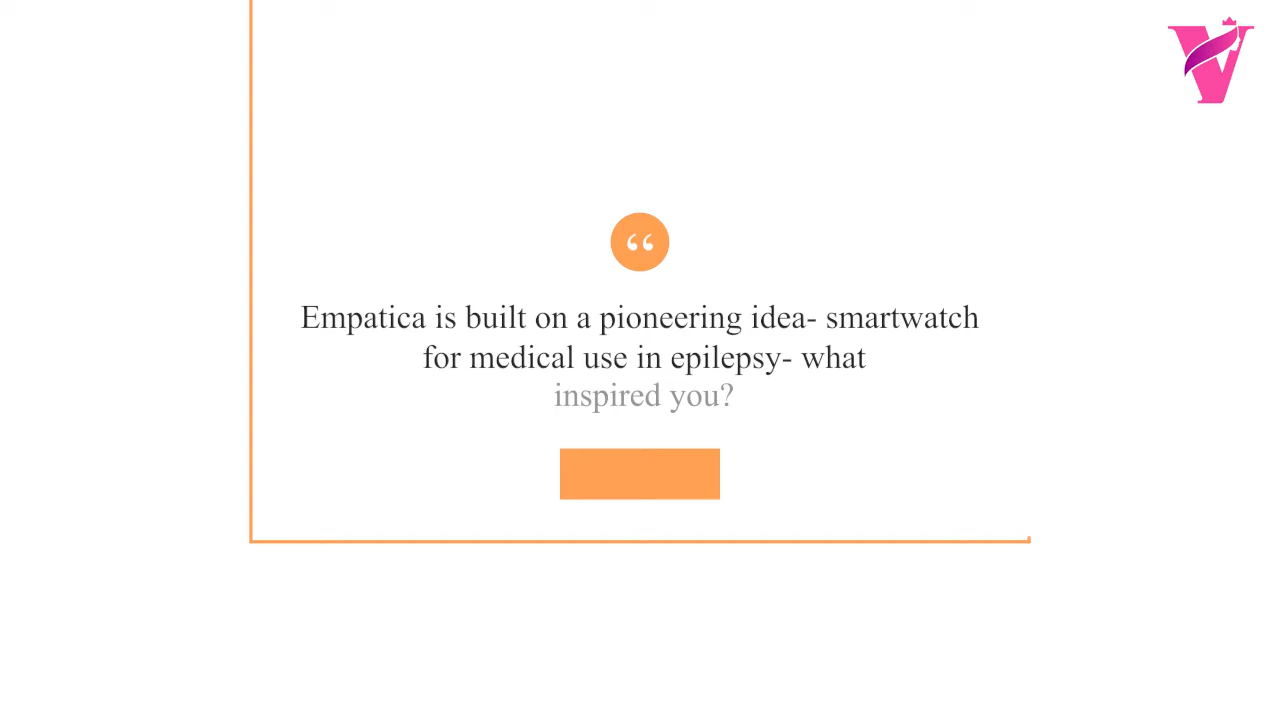 Empatica is built on a pioneering idea- smartwatch
for medical use in epilepsy- what
inspired you?